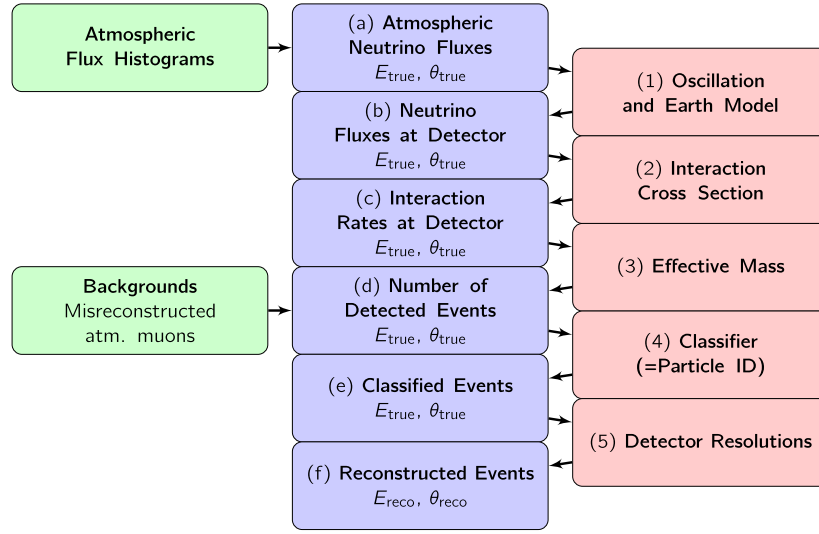 Atmospheric
Flux Histograms
(a) Atmospheric
Neutrino Fluxes
E_true, θ_true
(1) Oscillation
and Earth Model
(b) Neutrino
Fluxes at Detector
E_true, θ_true
(2) Interaction
Cross Section
(c) Interaction
Rates at Detector
E_true, θ_true
(3) Effective Mass
Backgrounds
Misreconstructed
atm. muons
(d) Number of
Detected Events
E_true, θ_true
(4) Classifier
(=Particle ID)
(e) Classified Events
E_true, θ_true
(5) Detector Resolutions
(f) Reconstructed Events
E_reco, θ_reco